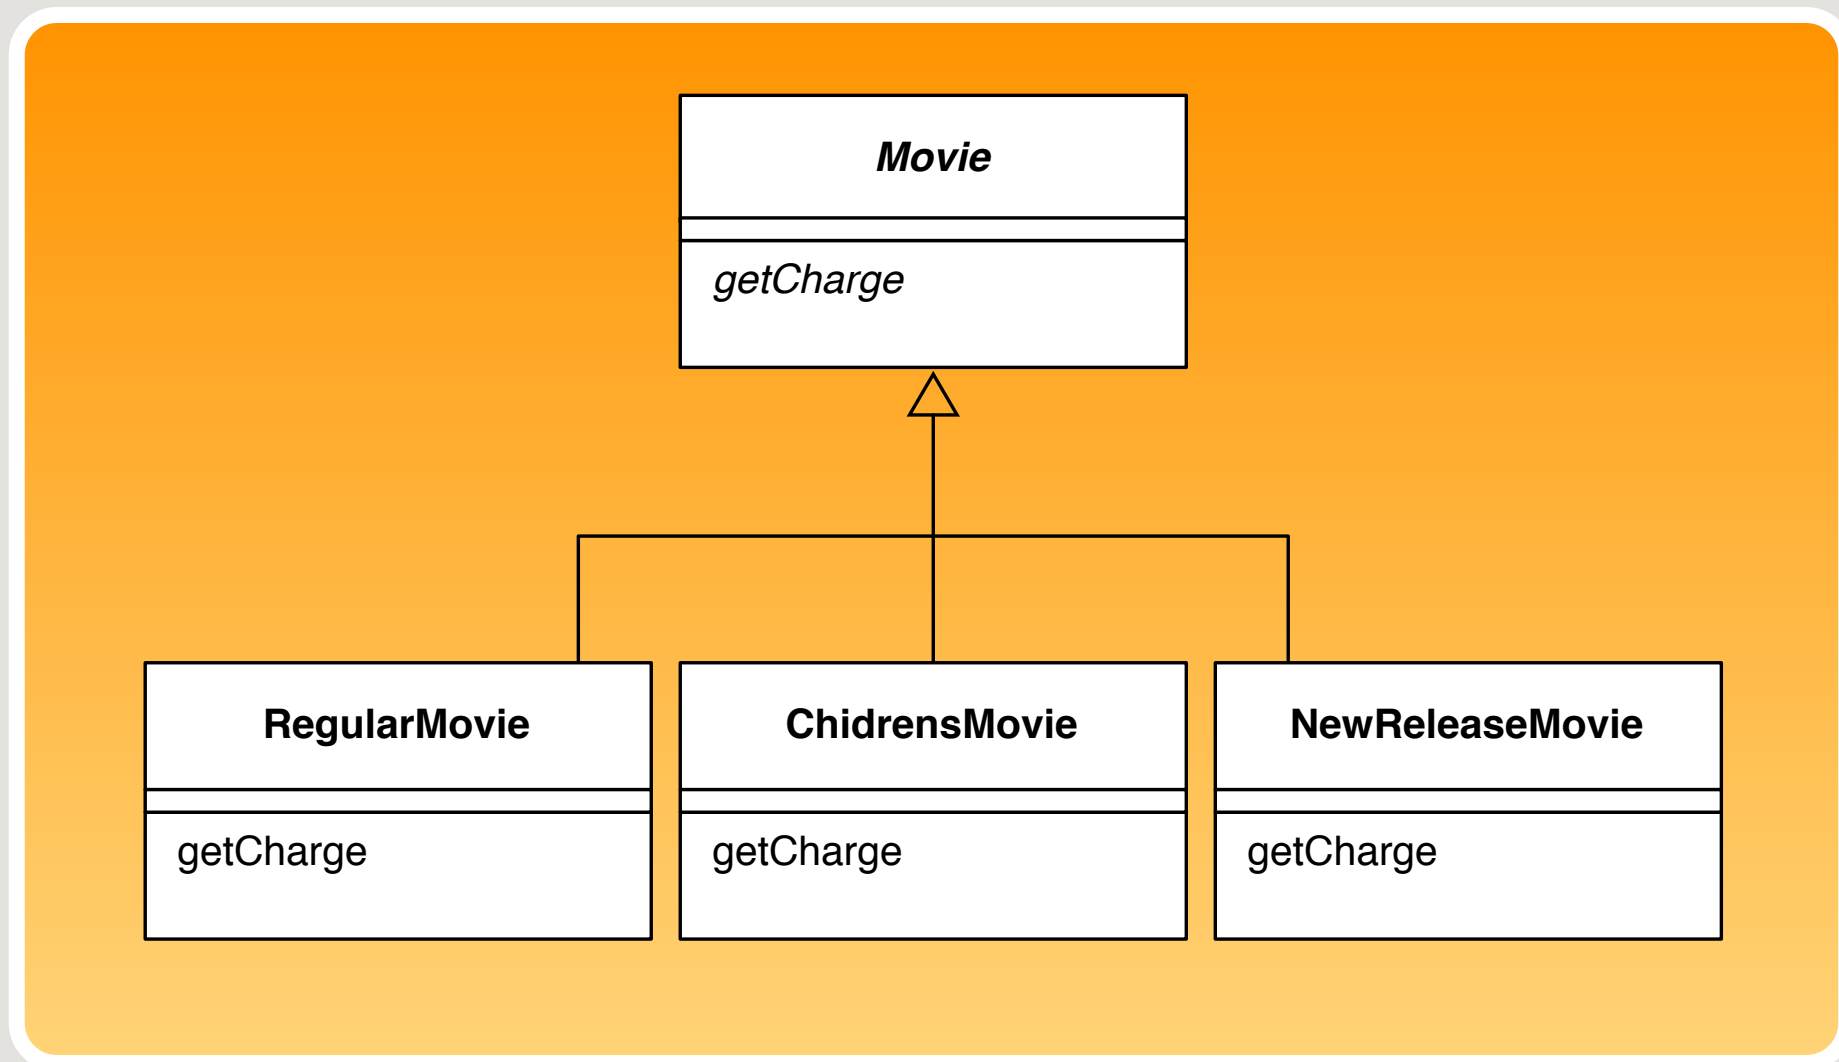 Movie
getCharge
RegularMovie
ChidrensMovie
NewReleaseMovie
getCharge
getCharge
getCharge